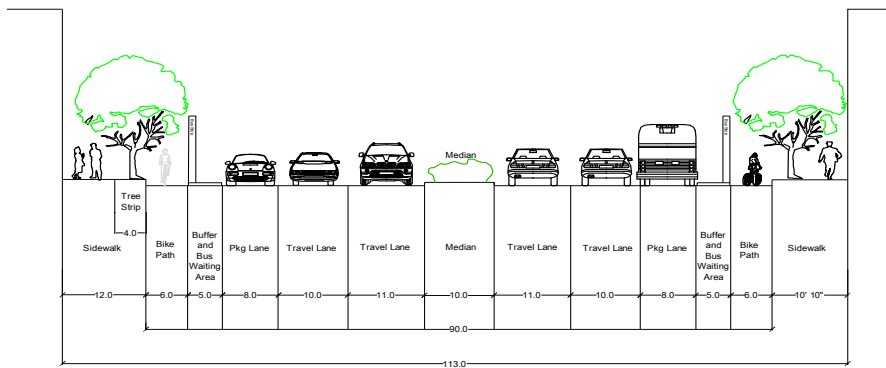 Median
Tree
Strip
4.0
Sidewalk
Bike
Path
Buffer
and
Bus
Waiting
Area
Pkg Lane
Travel Lane
Travel Lane
Median
Travel Lane
Travel Lane
Pkg Lane
Buffer
and
Bus
Waiting
Area
Bike
Path
Sidewalk
12.0
6.0
5.0
8.0
10.0
11.0
10.0
11.0
10.0
8.0
5.0
6.0
10' 10"
90.0
113.0